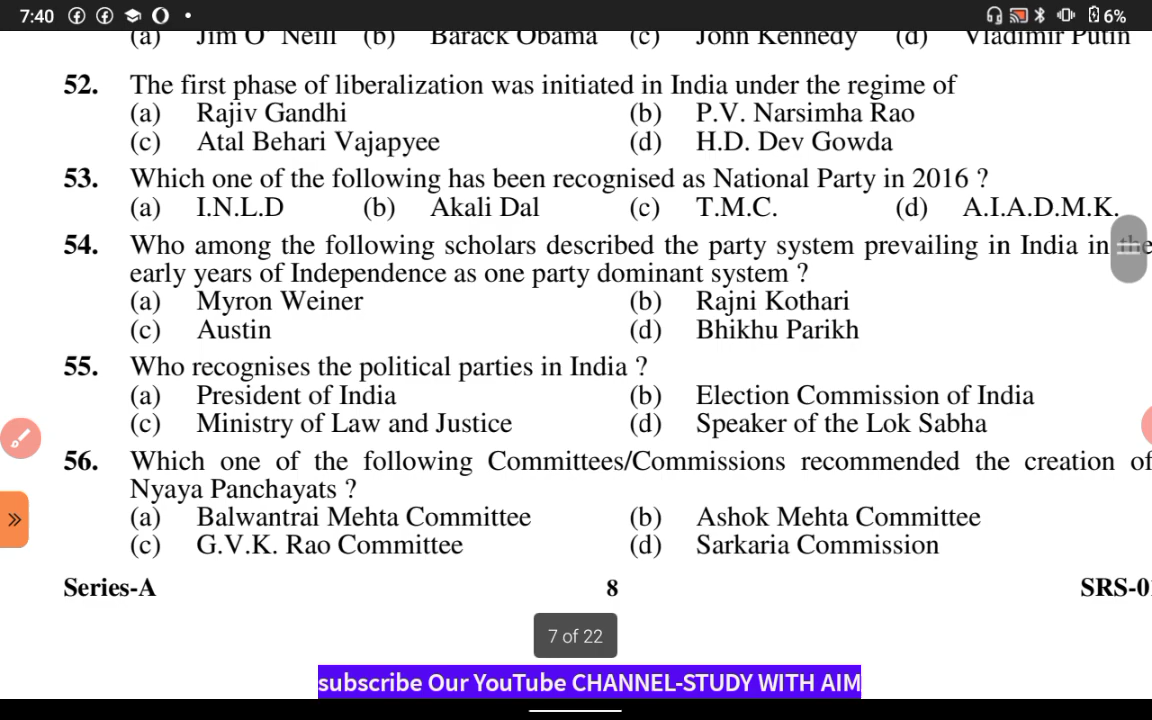 7:40 6%
(a) Jim O' Neill (b) Barack Obama (c) John Kennedy (d) Vladimir Putin
52. The first phase of liberalization was initiated in India under the regime of
(a) Rajiv Gandhi (b) P.V. Narsimha Rao
(c) Atal Behari Vajapyee (d) H.D. Dev Gowda
53. Which one of the following has been recognised as National Party in 2016 ?
(a) I.N.L.D (b) Akali Dal (c) T.M.C. (d) A.I.A.D.M.K.
54. Who among the following scholars described the party system prevailing in India in the
early years of Independence as one party dominant system ?
(a) Myron Weiner (b) Rajni Kothari
(c) Austin (d) Bhikhu Parikh
55. Who recognises the political parties in India ?
(a) President of India (b) Election Commission of India
(c) Ministry of Law and Justice (d) Speaker of the Lok Sabha
56. Which one of the following Committees/Commissions recommended the creation of
Nyaya Panchayats ?
(a) Balwantrai Mehta Committee (b) Ashok Mehta Committee
(c) G.V.K. Rao Committee (d) Sarkaria Commission
Series-A 8 SRS-0
7 of 22
subscribe Our YouTube CHANNEL-STUDY WITH AIM